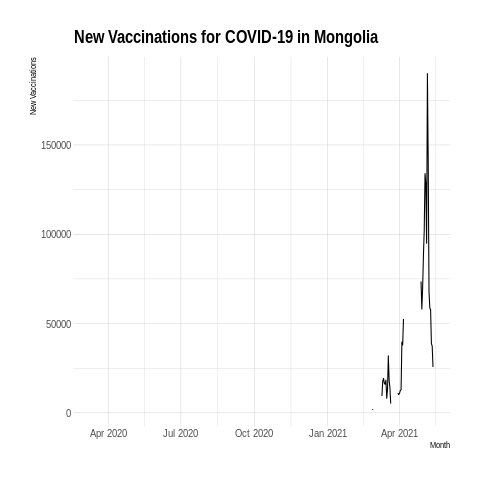 New Vaccinations for COVID-19 in Mongolia
New Vaccinations
150000
100000
50000
0
Apr 2020 Jul 2020 Oct 2020 Jan 2021 Apr 2021
Month